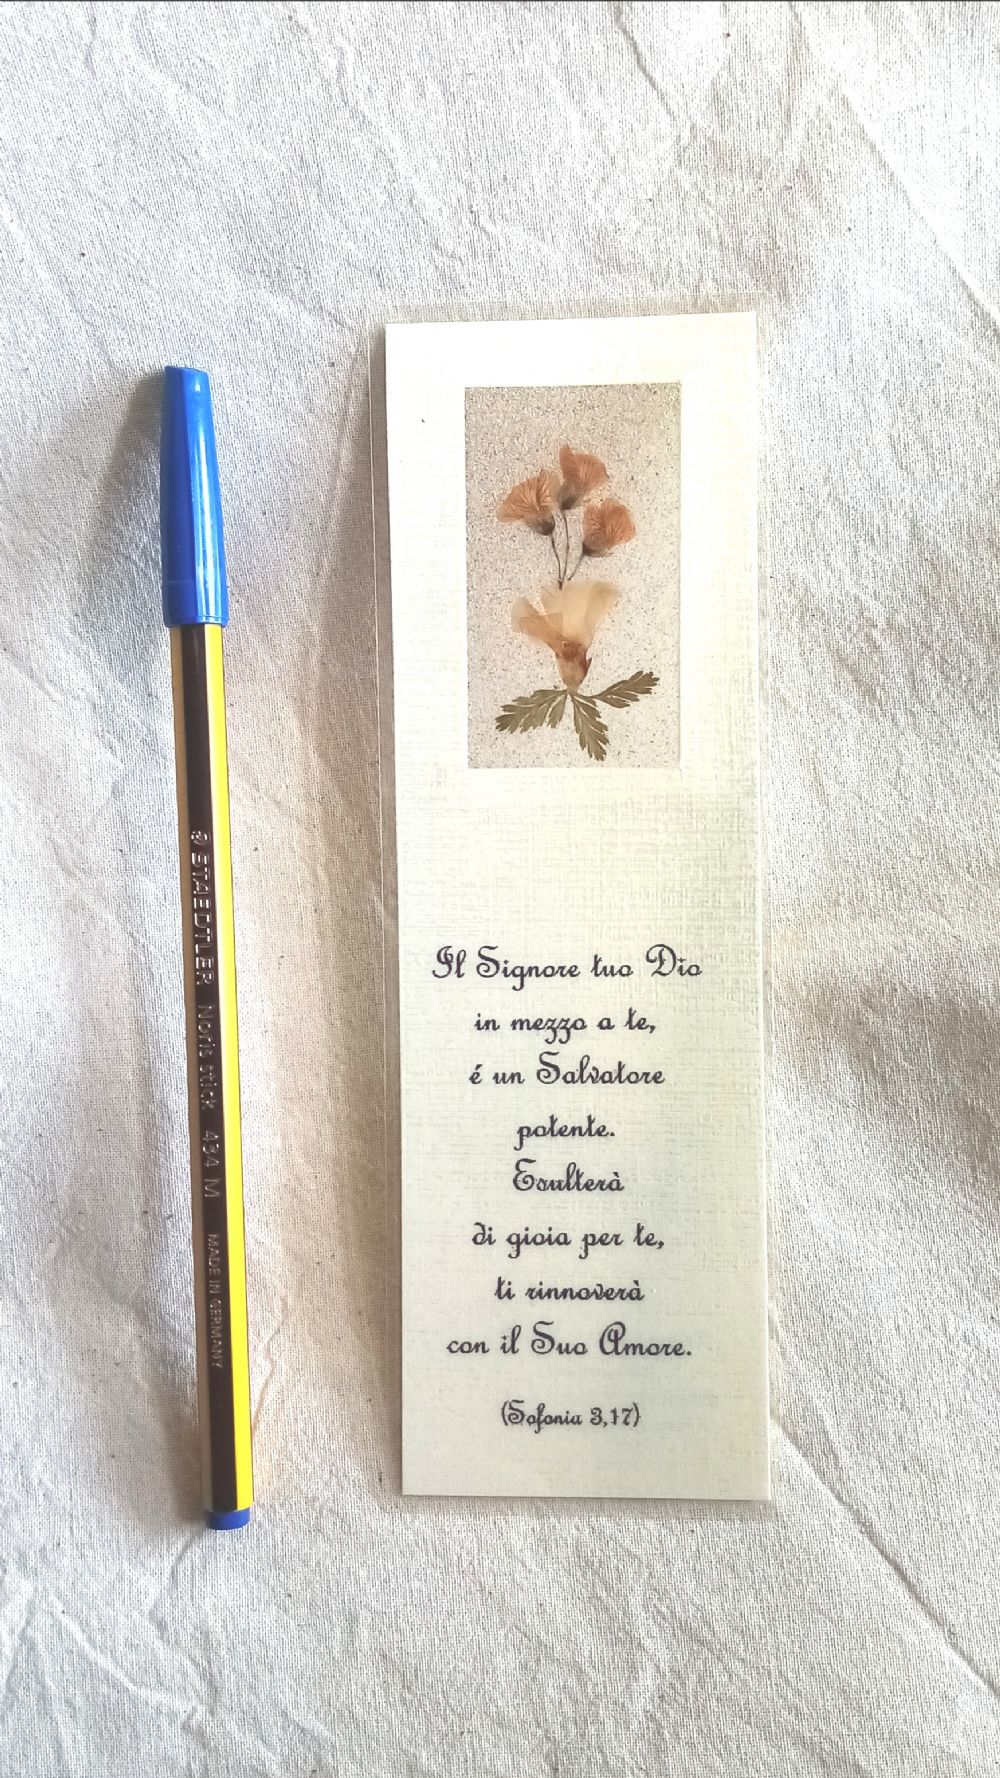 STAEDTLER Noris stick 434 M MADE IN GERMANY
Il Signore tuo Dio
in mezzo a te,
é un Salvatore
potente.
Esulterà
di gioia per te,
ti rinnoverà
con il Suo Amore.
(Sofonia 3,17)